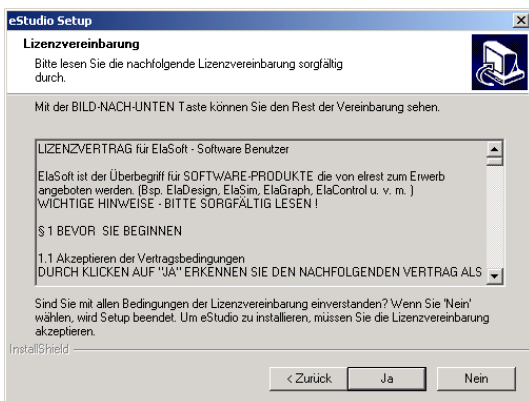 eStudio Setup
Lizenzvereinbarung
Bitte lesen Sie die nachfolgende Lizenzvereinbarung sorgfältig
durch.
Mit der BILD-NACH-UNTEN Taste können Sie den Rest der Vereinbarung sehen.
LIZENZVERTRAG für ElaSoft - Software Benutzer
ElaSoft ist der Überbegriff für SOFTWARE-PRODUKTE die von elrest zum Erwerb
angeboten werden. (Bsp. ElaDesign, ElaSim, ElaGraph, ElaControl u. v. m. )
WICHTIGE HINWEISE - BITTE SORGFÄLTIG LESEN !
§ 1 BEVOR  SIE BEGINNEN
1.1 Akzeptieren der Vertragsbedingungen
DURCH KLICKEN AUF "JA" ERKENNEN SIE DEN NACHFOLGENDEN VERTRAG ALS
Sind Sie mit allen Bedingungen der Lizenzvereinbarung einverstanden? Wenn Sie 'Nein'
wählen, wird Setup beendet. Um eStudio zu installieren, müssen Sie die Lizenzvereinbarung
akzeptieren.
InstallShield
< Zurück
Ja
Nein